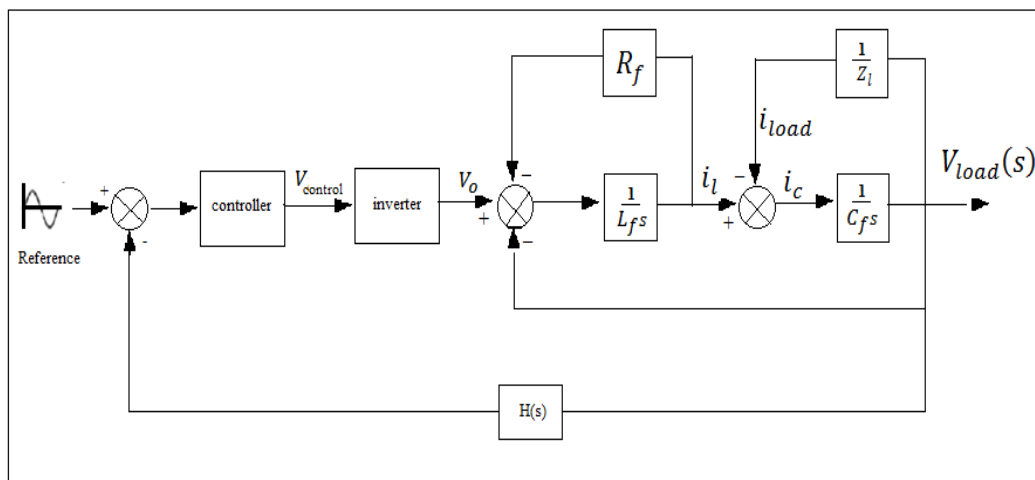 R_f
1
Z_l
i_load
V_load(s)
+
controller
V_control
inverter
V_o
−
+
−
1
L_f s
i_l
−
+
i_c
1
C_f s
-
Reference
H(s)